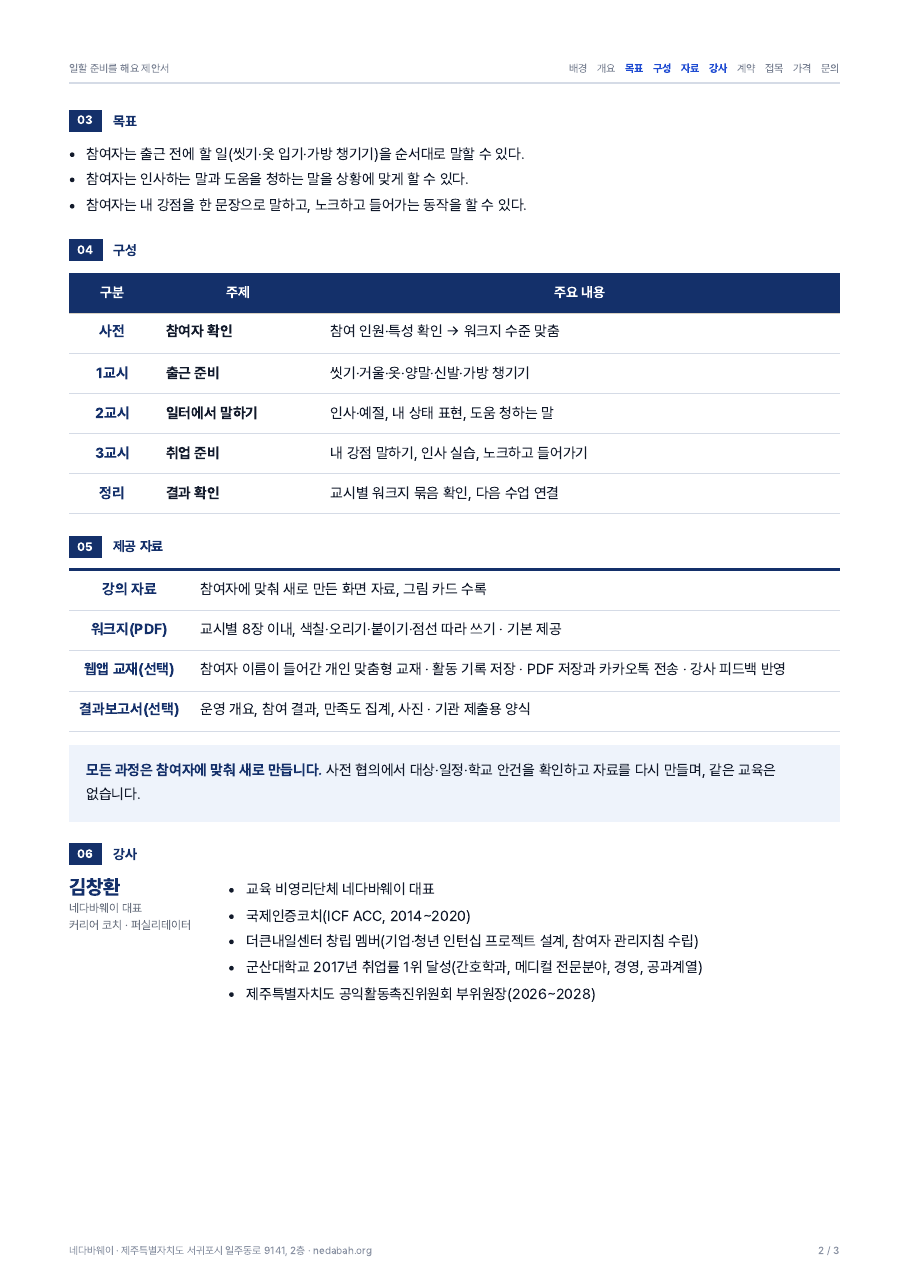 일할 준비를 해요 제안서
배경 개요 목표 구성 자료 강사 계약 접목 가격 문의
03 목표
• 참여자는 출근 전에 할 일(씻기·옷 입기·가방 챙기기)을 순서대로 말할 수 있다.
• 참여자는 인사하는 말과 도움을 청하는 말을 상황에 맞게 할 수 있다.
• 참여자는 내 강점을 한 문장으로 말하고, 노크하고 들어가는 동작을 할 수 있다.
04 구성
구분 주제 주요 내용
사전 참여자 확인 참여 인원·특성 확인 → 워크지 수준 맞춤
1교시 출근 준비 씻기·거울·옷·양말·신발·가방 챙기기
2교시 일터에서 말하기 인사·예절, 내 상태 표현, 도움 청하는 말
3교시 취업 준비 내 강점 말하기, 인사 실습, 노크하고 들어가기
정리 결과 확인 교시별 워크지 묶음 확인, 다음 수업 연결
05 제공 자료
강의 자료 참여자에 맞춰 새로 만든 화면 자료, 그림 카드 수록
워크지(PDF) 교시별 8장 이내, 색칠·오리기·붙이기·점선 따라 쓰기 · 기본 제공
웹앱 교재(선택) 참여자 이름이 들어간 개인 맞춤형 교재 · 활동 기록 저장 · PDF 저장과 카카오톡 전송 · 강사 피드백 반영
결과보고서(선택) 운영 개요, 참여 결과, 만족도 집계, 사진 · 기관 제출용 양식
모든 과정은 참여자에 맞춰 새로 만듭니다. 사전 협의에서 대상·일정·학교 안건을 확인하고 자료를 다시 만들며, 같은 교육은
없습니다.
06 강사
김창환
네다바웨이 대표
커리어 코치 · 퍼실리테이터
• 교육 비영리단체 네다바웨이 대표
• 국제인증코치(ICF ACC, 2014~2020)
• 더큰내일센터 창립 멤버(기업·청년 인턴십 프로젝트 설계, 참여자 관리지침 수립)
• 군산대학교 2017년 취업률 1위 달성(간호학과, 메디컬 전문분야, 경영, 공과계열)
• 제주특별자치도 공익활동촉진위원회 부위원장(2026~2028)
네다바웨이 · 제주특별자치도 서귀포시 일주동로 9141, 2층 · nedabah.org
2 / 3